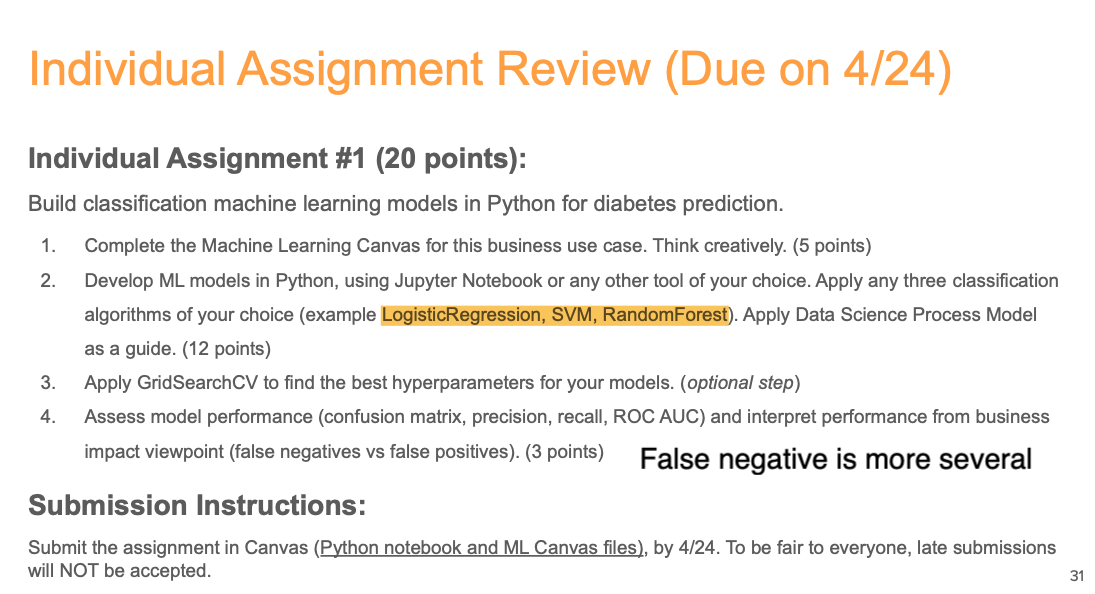 Individual Assignment Review (Due on 4/24)
Individual Assignment #1 (20 points):
Build classification machine learning models in Python for diabetes prediction.
1. Complete the Machine Learning Canvas for this business use case. Think creatively. (5 points)
2. Develop ML models in Python, using Jupyter Notebook or any other tool of your choice. Apply any three classification
algorithms of your choice (example LogisticRegression, SVM, RandomForest). Apply Data Science Process Model
as a guide. (12 points)
3. Apply GridSearchCV to find the best hyperparameters for your models. (optional step)
4. Assess model performance (confusion matrix, precision, recall, ROC AUC) and interpret performance from business
impact viewpoint (false negatives vs false positives). (3 points)
False negative is more several
Submission Instructions:
Submit the assignment in Canvas (Python notebook and ML Canvas files), by 4/24. To be fair to everyone, late submissions
will NOT be accepted.
31